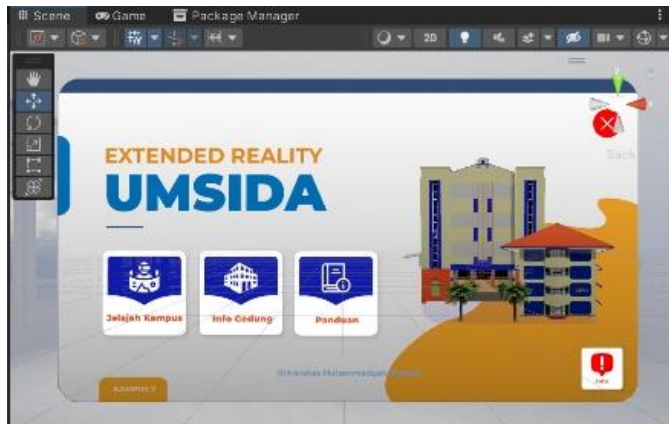 Scene Game Package Manager
2D
Back
EXTENDED REALITY
UMSIDA
Jelajah Kampus Info Gedung Panduan
Info
Universitas Muhammadiyah
KAMPUS 2